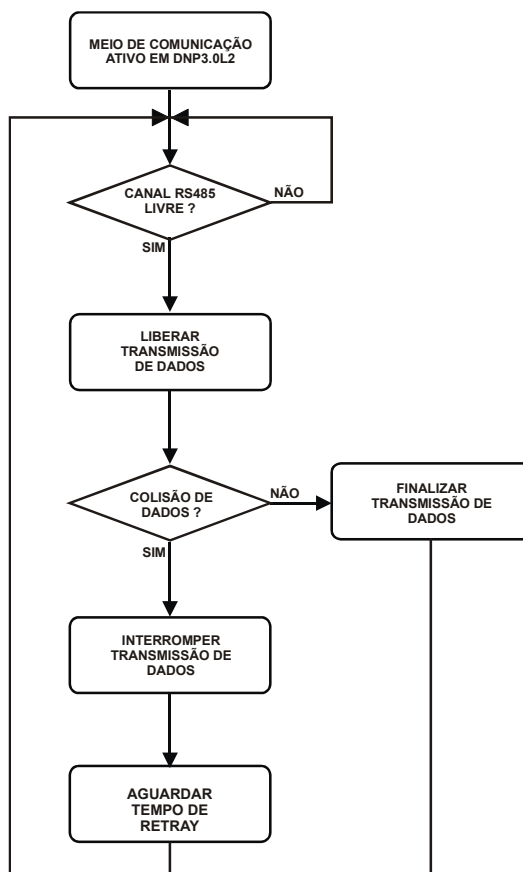 MEIO DE COMUNICAÇÃO
ATIVO EM DNP3.0L2
CANAL RS485
LIVRE ?
NÃO
SIM
LIBERAR
TRANSMISSÃO
DE DADOS
COLISÃO DE
DADOS ?
NÃO
FINALIZAR
TRANSMISSÃO DE
DADOS
SIM
INTERROMPER
TRANSMISSÃO DE
DADOS
AGUARDAR
TEMPO DE
RETRAY